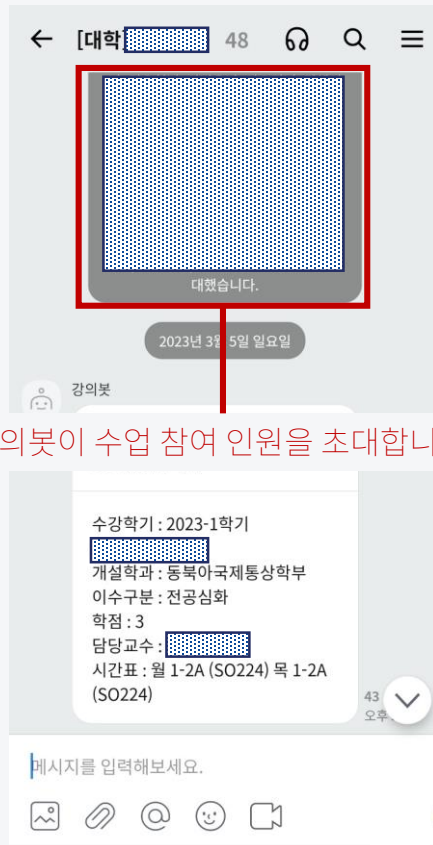 [대학] 48
대했습니다.
2023년 3월 5일 일요일
강의봇
의봇이 수업 참여 인원을 초대합니
수강학기 : 2023-1학기
개설학과 : 동북아국제통상학부
이수구분 : 전공심화
학점 : 3
담당교수 :
시간표 : 월 1-2A (SO224) 목 1-2A
(SO224)
43
오후
메시지를 입력해보세요.